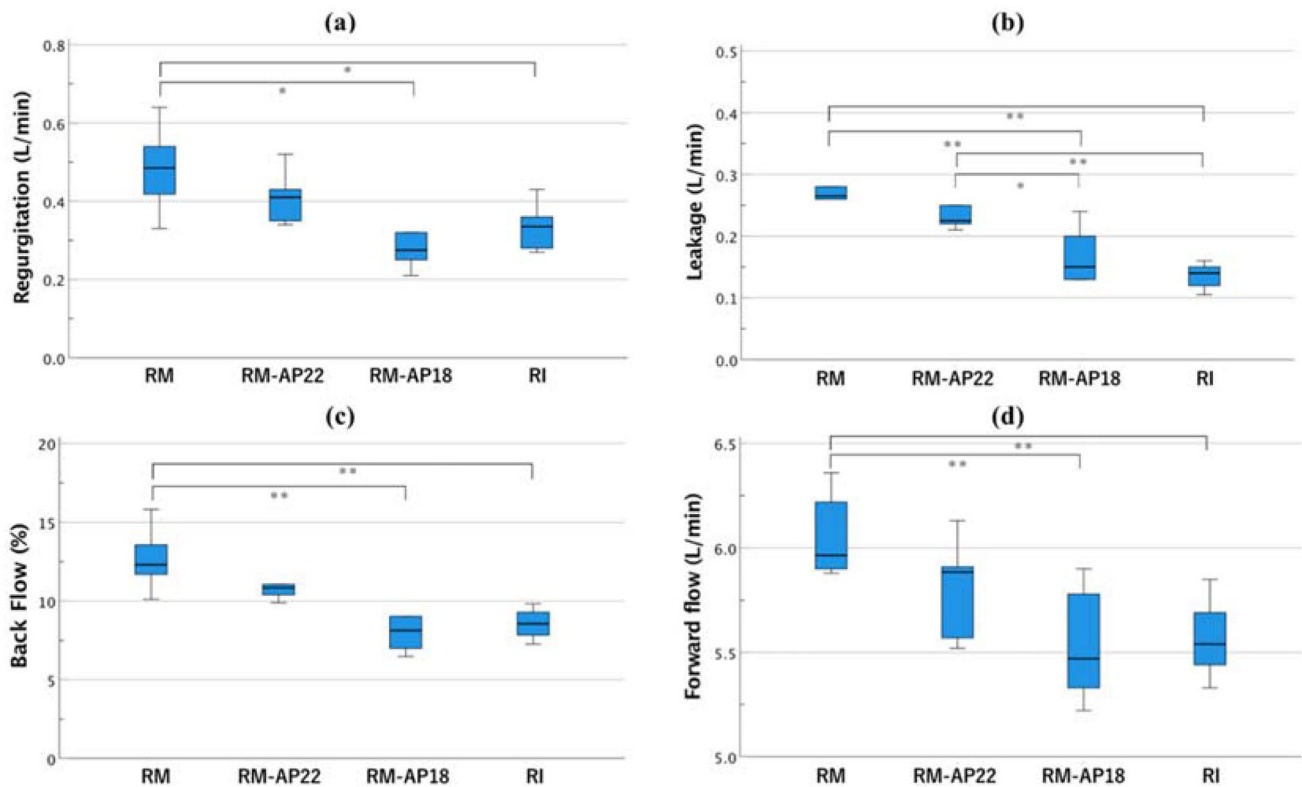 (a)
Regurgitation (L/min)
0.8
0.6
0.4
0.2
0.0
*
*
RM RM-AP22 RM-AP18 RI
(b)
Leakage (L/min)
0.5
0.4
0.3
0.2
0.1
0.0
**
**
**
*
RM RM-AP22 RM-AP18 RI
(c)
Back Flow (%)
20
15
10
5
0
**
**
RM RM-AP22 RM-AP18 RI
(d)
Forward flow (L/min)
6.5
6.0
5.5
5.0
**
**
RM RM-AP22 RM-AP18 RI